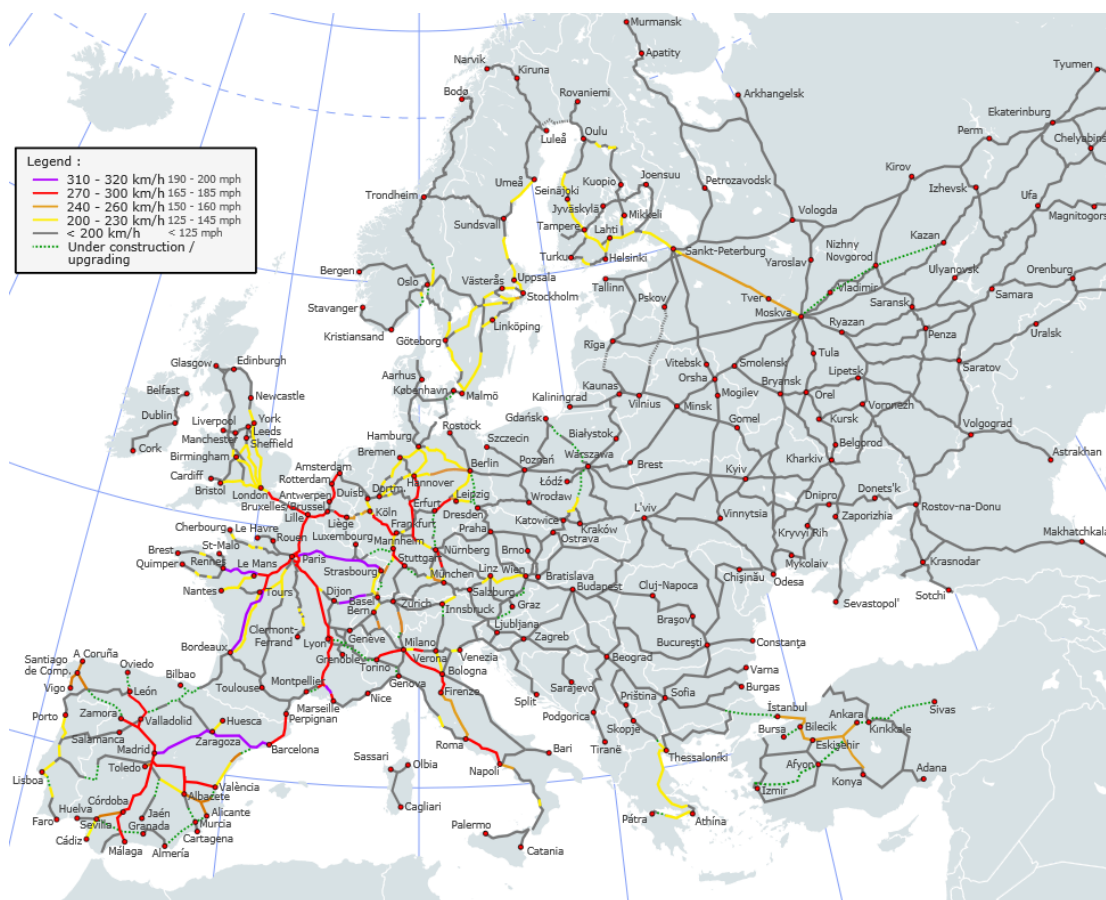 Murmansk
Apatity
Narvik
Kiruna
Tyumen
Bodø
Rovaniemi
Arkhangelsk
Ekaterinburg
Luleå
Oulu
Perm
Chelyabinsk
Legend :
310 - 320 km/h 190 - 200 mph
270 - 300 km/h 165 - 185 mph
240 - 260 km/h 150 - 160 mph
200 - 230 km/h 125 - 145 mph
< 200 km/h < 125 mph
Under construction /
upgrading
Umeå
Seinäjoki
Kuopio
Joensuu
Petrozavodsk
Kirov
Izhevsk
Ufa
Trondheim
Jyväskylä
Mikkeli
Vologda
Magnitogors
Sundsvall
Tampere
Lahti
Kazan
Turku
Helsinki
Sankt-Peterburg
Nizhny
Novgorod
Yaroslav
Bergen
Oslo
Västerås
Uppsala
Stockholm
Tallinn
Pskov
Tver
Moskva
Vladimir
Ulyanovsk
Orenburg
Samara
Saransk
Stavanger
Kristiansand
Linköping
Göteborg
Rīga
Ryazan
Penza
Uralsk
Glasgow
Edinburgh
Aarhus
København
Malmö
Vitebsk
Orsha
Smolensk
Tula
Saratov
Belfast
Newcastle
Kaliningrad
Kaunas
Vilnius
Minsk
Mogilev
Bryansk
Lipetsk
Orel
Dublin
Liverpool
York
Leeds
Manchester
Sheffield
Gdańsk
Gomel
Kursk
Voronezh
Cork
Birmingham
Hamburg
Rostock
Szczecin
Białystok
Belgorod
Volgograd
Cardiff
Bristol
London
Amsterdam
Rotterdam
Bremen
Berlin
Poznań
Warszawa
Brest
Kyiv
Kharkiv
Astrakhan
Antwerpen
Bruxelles/Brussel
Duisb.
Dortm.
Hannover
Łódź
Wrocław
Donets'k
Lille
Liège
Köln
Erfurt
Leipzig
Dresden
Katowice
Kraków
L'viv
Vinnytsia
Dnipro
Zaporizhia
Rostov-na-Donu
Cherbourg
Le Havre
Rouen
Luxembourg
Frankfurt
Mannheim
Praha
Ostrava
Kryvyi Rih
Makhatchkala
Brest
St-Malo
Quimper
Rennes
Le Mans
Paris
Strasbourg
Stuttgart
Nürnberg
Brno
Mykolaiv
Krasnodar
Nantes
Tours
Dijon
Basel
Bern
Zürich
München
Linz
Wien
Salzburg
Bratislava
Budapest
Cluj-Napoca
Chişinău
Odesa
Sevastopol'
Sotchi
Innsbruck
Graz
Brașov
Bordeaux
Clermont-
Ferrand
Lyon
Genève
Grenoble
Torino
Milano
Verona
Venezia
Bologna
Ljubljana
Zagreb
Bucureşti
Constanța
Santiago
de Comp.
A Coruña
Oviedo
Bilbao
Toulouse
Montpellier
Marseille
Nice
Genova
Firenze
Beograd
Varna
Burgas
Vigo
León
Perpignan
Split
Sarajevo
Priština
Sofia
Porto
Zamora
Valladolid
Huesca
Podgorica
Skopje
İstanbul
Bilecik
Ankara
Sivas
Salamanca
Madrid
Zaragoza
Barcelona
Roma
Bari
Tiranë
Thessaloníki
Bursa
Eskişehir
Kırıkkale
Lisboa
Toledo
Sassari
Olbia
Napoli
Afyon
Konya
Adana
València
Albacete
Cagliari
İzmir
Faro
Huelva
Córdoba
Sevilla
Jaén
Alicante
Murcia
Cartagena
Palermo
Pátra
Athína
Cádiz
Granada
Málaga
Almería
Catania